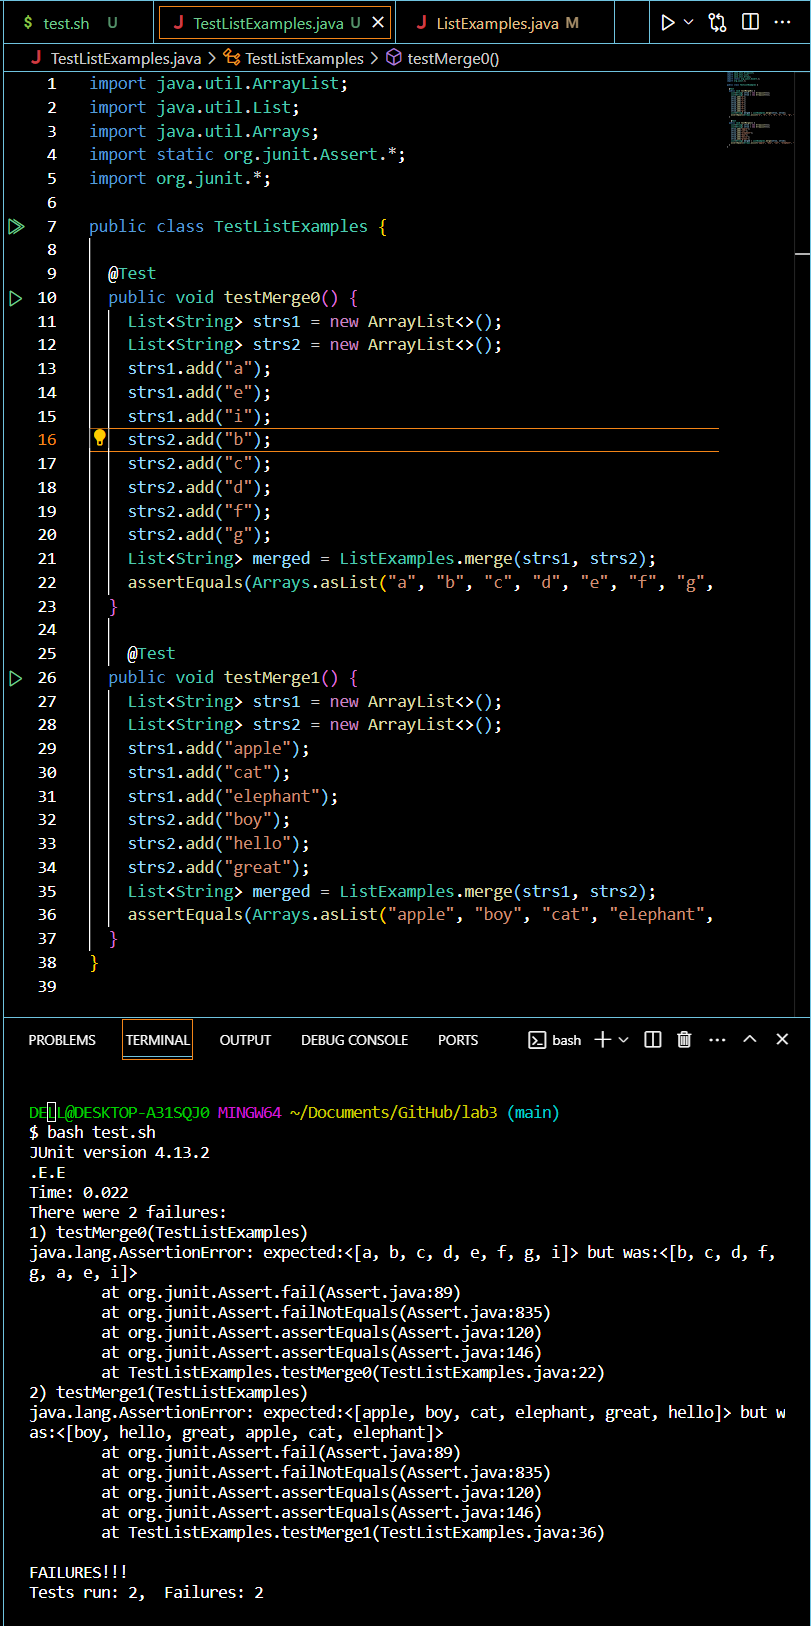 $ test.sh U J TestListExamples.java U J ListExamples.java M
J TestListExamples.java > TestListExamples > testMerge0()
1 import java.util.ArrayList;
2 import java.util.List;
3 import java.util.Arrays;
4 import static org.junit.Assert.*;
5 import org.junit.*;
6
7 public class TestListExamples {
8
9 @Test
10 public void testMerge0() {
11 List<String> strs1 = new ArrayList<>();
12 List<String> strs2 = new ArrayList<>();
13 strs1.add("a");
14 strs1.add("e");
15 strs1.add("i");
16 strs2.add("b");
17 strs2.add("c");
18 strs2.add("d");
19 strs2.add("f");
20 strs2.add("g");
21 List<String> merged = ListExamples.merge(strs1, strs2);
22 assertEquals(Arrays.asList("a", "b", "c", "d", "e", "f", "g",
23 }
24
25 @Test
26 public void testMerge1() {
27 List<String> strs1 = new ArrayList<>();
28 List<String> strs2 = new ArrayList<>();
29 strs1.add("apple");
30 strs1.add("cat");
31 strs1.add("elephant");
32 strs2.add("boy");
33 strs2.add("hello");
34 strs2.add("great");
35 List<String> merged = ListExamples.merge(strs1, strs2);
36 assertEquals(Arrays.asList("apple", "boy", "cat", "elephant",
37 }
38 }
39
PROBLEMS TERMINAL OUTPUT DEBUG CONSOLE PORTS bash
DELL@DESKTOP-A31SQJ0 MINGW64 ~/Documents/GitHub/lab3 (main)
$ bash test.sh
JUnit version 4.13.2
.E.E
Time: 0.022
There were 2 failures:
1) testMerge0(TestListExamples)
java.lang.AssertionError: expected:<[a, b, c, d, e, f, g, i]> but was:<[b, c, d, f,
g, a, e, i]>
at org.junit.Assert.fail(Assert.java:89)
at org.junit.Assert.failNotEquals(Assert.java:835)
at org.junit.Assert.assertEquals(Assert.java:120)
at org.junit.Assert.assertEquals(Assert.java:146)
at TestListExamples.testMerge0(TestListExamples.java:22)
2) testMerge1(TestListExamples)
java.lang.AssertionError: expected:<[apple, boy, cat, elephant, great, hello]> but w
as:<[boy, hello, great, apple, cat, elephant]>
at org.junit.Assert.fail(Assert.java:89)
at org.junit.Assert.failNotEquals(Assert.java:835)
at org.junit.Assert.assertEquals(Assert.java:120)
at org.junit.Assert.assertEquals(Assert.java:146)
at TestListExamples.testMerge1(TestListExamples.java:36)
FAILURES!!!
Tests run: 2,  Failures: 2